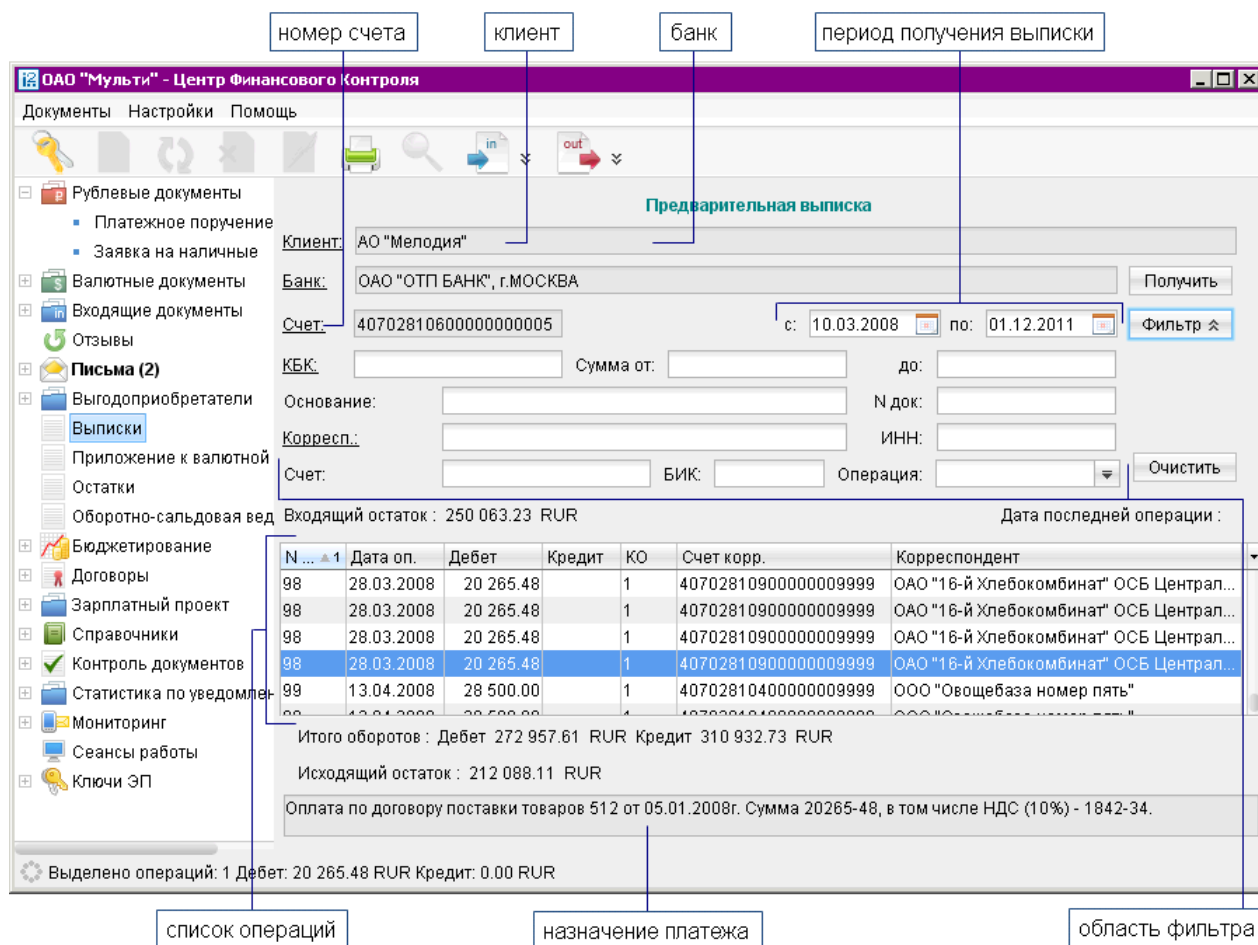 номер счета клиент банк период получения выписки
ОАО "Мульти" - Центр Финансового Контроля
Документы Настройки Помощь
in out
Рублевые документы
Платежное поручение
Заявка на наличные
Валютные документы
Входящие документы
Отзывы
Письма (2)
Выгодоприобретатели
Выписки
Приложение к валютной
Остатки
Оборотно-сальдовая вед
Бюджетирование
Договоры
Зарплатный проект
Справочники
Контроль документов
Статистика по уведомлен
Мониторинг
Сеансы работы
Ключи ЭП
Предварительная выписка
Клиент: АО "Мелодия"
Банк: ОАО "ОТП БАНК", г.МОСКВА Получить
Счет: 40702810600000000005 с: 10.03.2008 по: 01.12.2011 Фильтр
КБК: Сумма от: до:
Основание: N док:
Корресп.: ИНН:
Счет: БИК: Операция: Очистить
Входящий остаток : 250 063.23 RUR Дата последней операции :
N ... 1 Дата оп. Дебет Кредит КО Счет корр. Корреспондент
98 28.03.2008 20 265.48 1 40702810900000009999 ОАО "16-й Хлебокомбинат" ОСБ Централ...
98 28.03.2008 20 265.48 1 40702810900000009999 ОАО "16-й Хлебокомбинат" ОСБ Централ...
98 28.03.2008 20 265.48 1 40702810900000009999 ОАО "16-й Хлебокомбинат" ОСБ Централ...
98 28.03.2008 20 265.48 1 40702810900000009999 ОАО "16-й Хлебокомбинат" ОСБ Централ...
99 13.04.2008 28 500.00 1 40702810400000009999 ООО "Овощебаза номер пять"
Итого оборотов : Дебет 272 957.61 RUR Кредит 310 932.73 RUR
Исходящий остаток : 212 088.11 RUR
Оплата по договору поставки товаров 512 от 05.01.2008г. Сумма 20265-48, в том числе НДС (10%) - 1842-34.
Выделено операций: 1 Дебет: 20 265.48 RUR Кредит: 0.00 RUR
список операций назначение платежа область фильтра